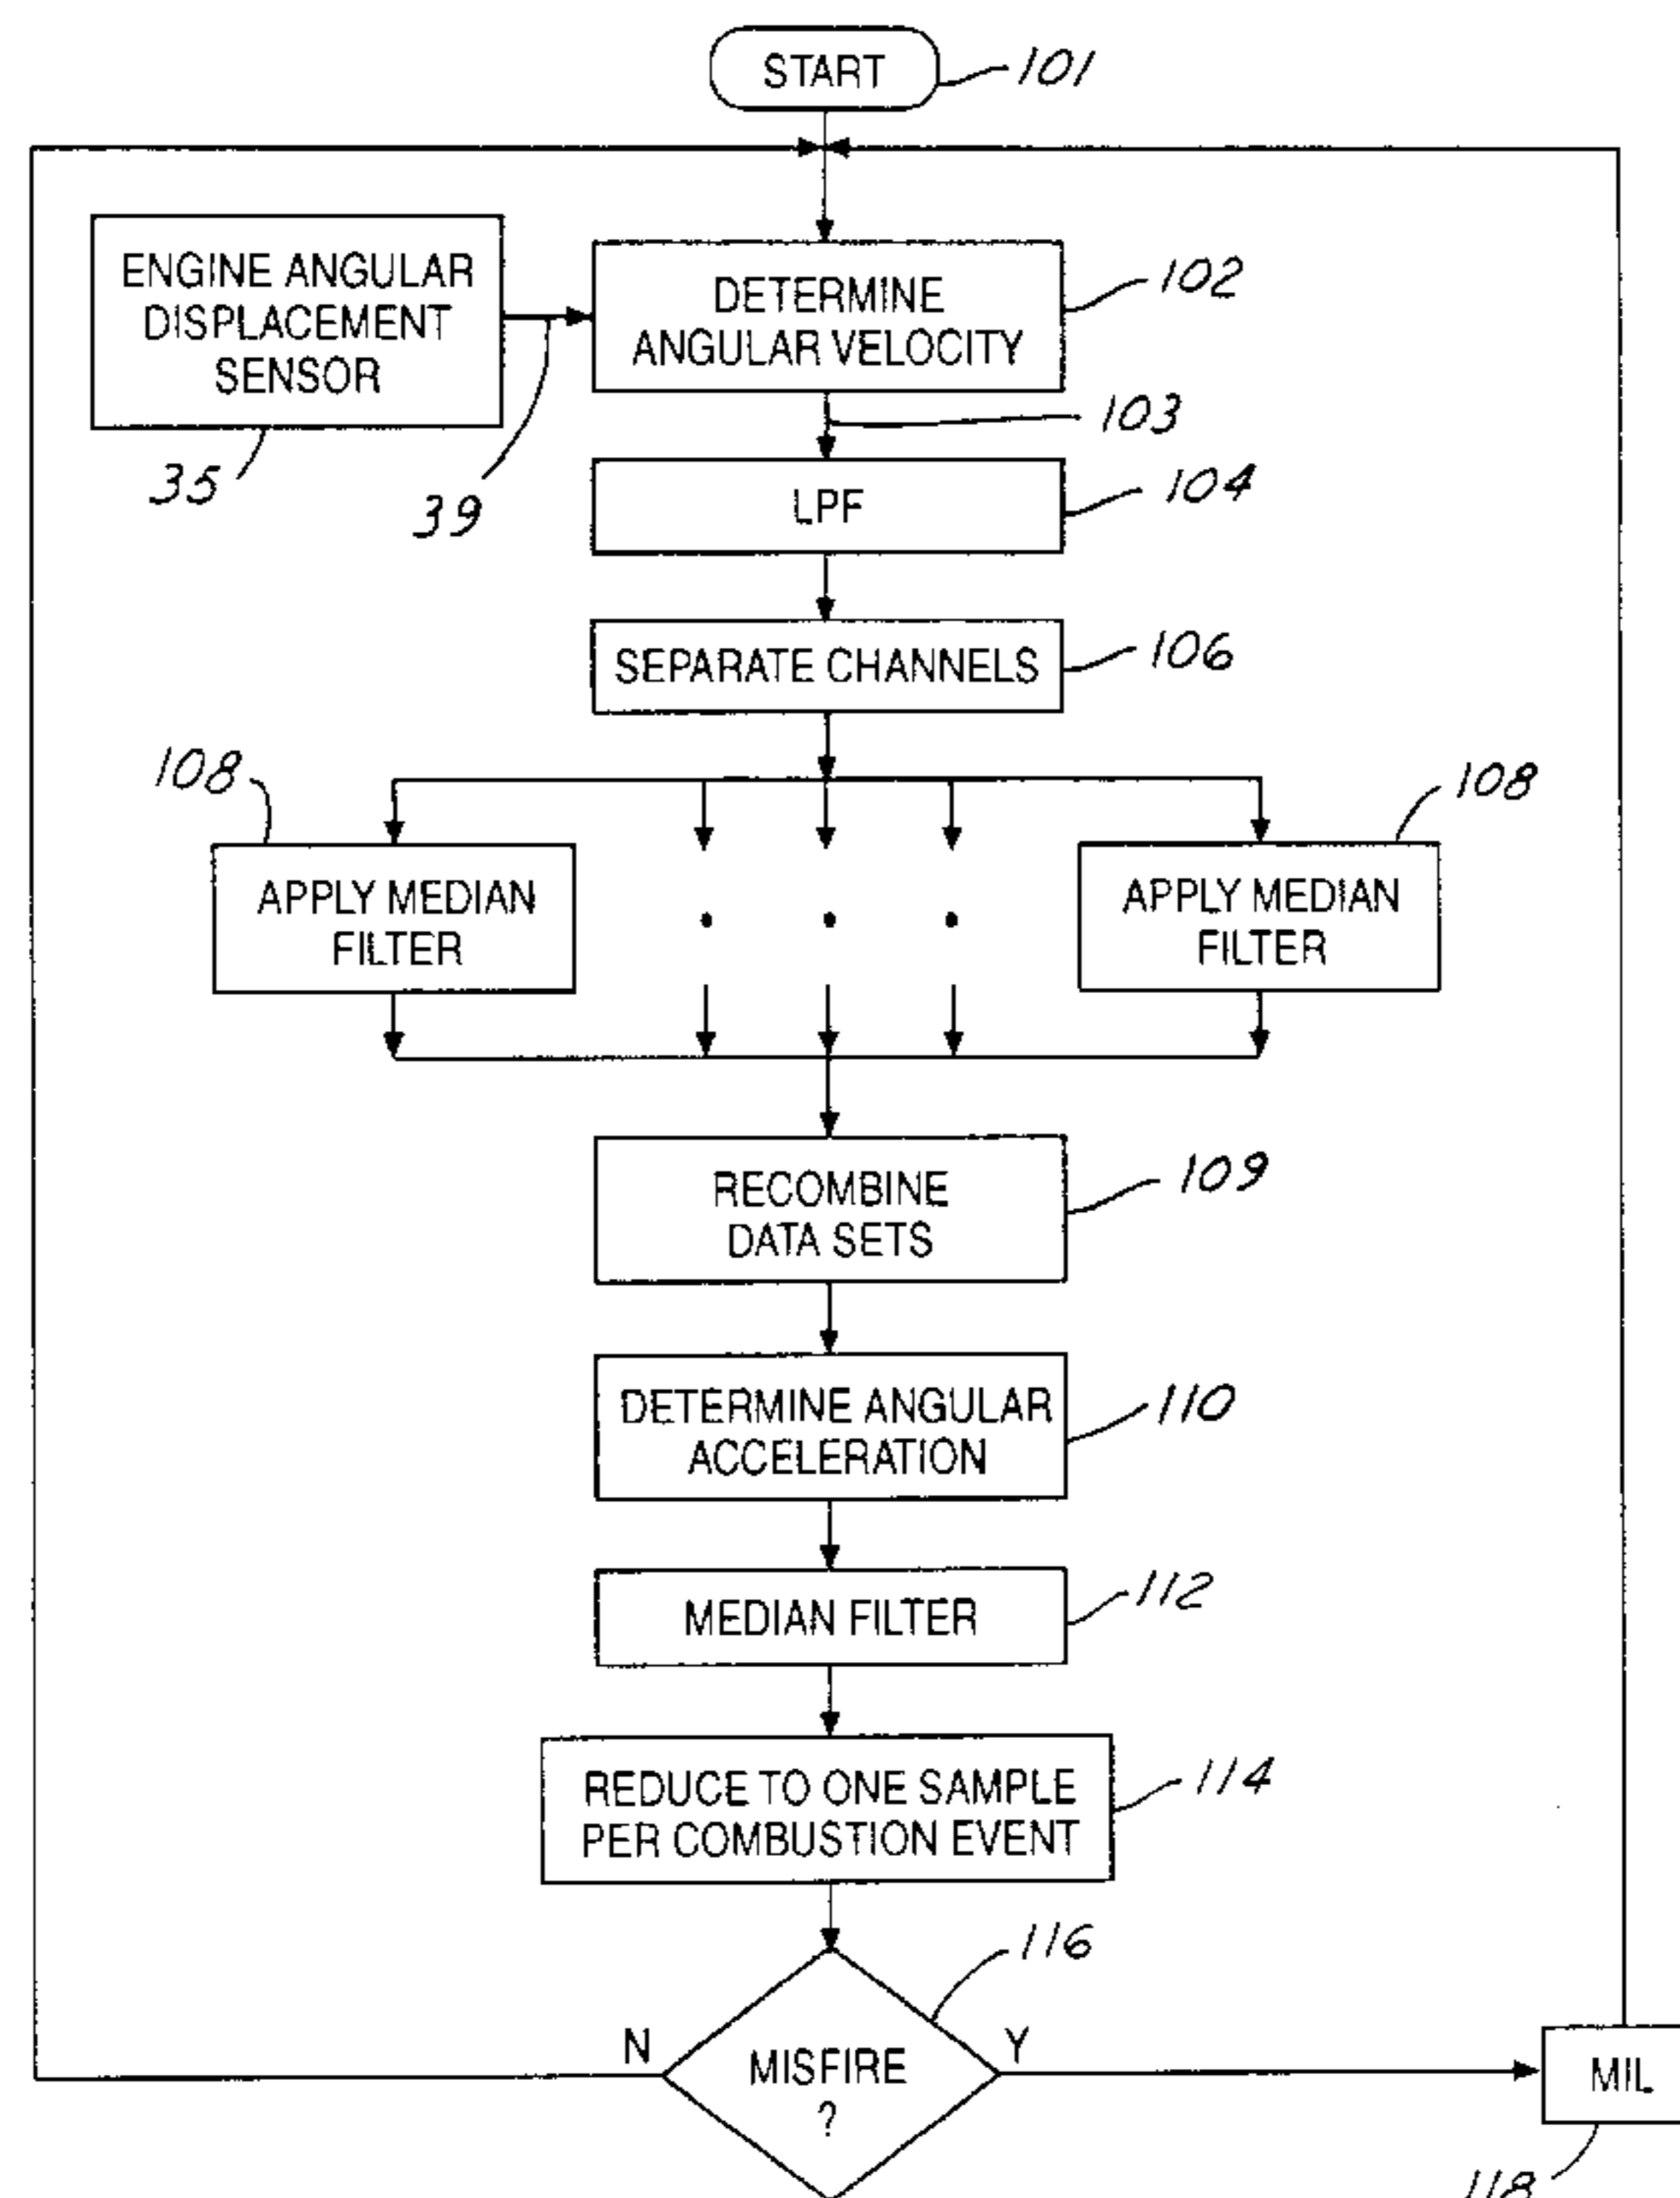 START
101
ENGINE ANGULAR
DISPLACEMENT
SENSOR
35
39
DETERMINE
ANGULAR VELOCITY
102
103
LPF
104
SEPARATE CHANNELS
106
108
108
APPLY MEDIAN
FILTER
APPLY MEDIAN
FILTER
RECOMBINE
DATA SETS
109
DETERMINE ANGULAR
ACCELERATION
110
MEDIAN FILTER
112
REDUCE TO ONE SAMPLE
PER COMBUSTION EVENT
114
116
N
MISFIRE
?
Y
MIL
118